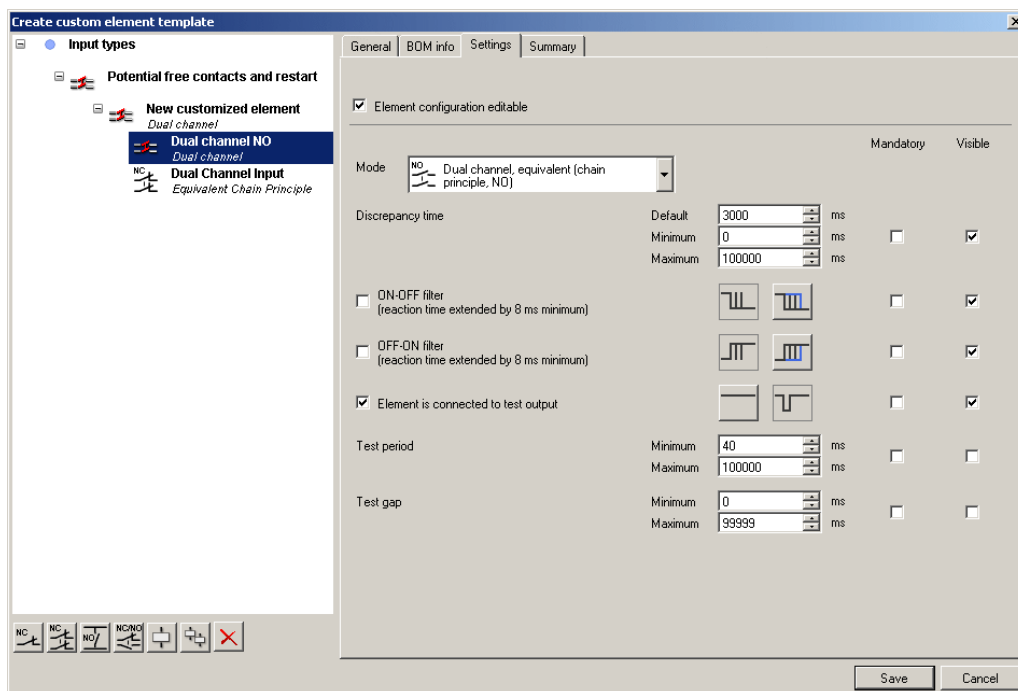 Create custom element template
Input types
Potential free contacts and restart
New customized element
Dual channel
Dual channel NO
Dual channel
NC
Dual Channel Input
Equivalent Chain Principle
General BOM info Settings Summary
Element configuration editable
Mandatory Visible
Mode
NO
Dual channel, equivalent (chain
principle, NO)
Discrepancy time Default 3000 ms
Minimum 0 ms
Maximum 100000 ms
ON-OFF filter
(reaction time extended by 8 ms minimum)
OFF-ON filter
(reaction time extended by 8 ms minimum)
Element is connected to test output
Test period Minimum 40 ms
Maximum 100000 ms
Test gap Minimum 0 ms
Maximum 99999 ms
NC NC NO NC/NO
Save Cancel